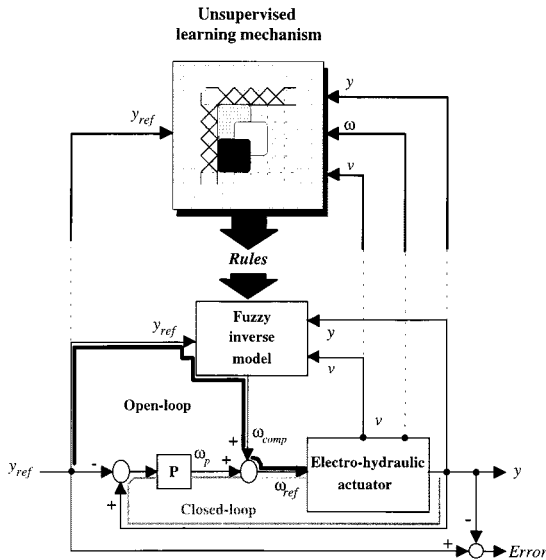 Unsupervised
learning mechanism
y
y_ref
ω
v
Rules
y_ref
Fuzzy
inverse
model
y
v
Open-loop
v
+
ω_comp
y_ref
-
P
ω_p
+
ω_ref
Electro-hydraulic
actuator
y
+
Closed-loop
-
+
Error